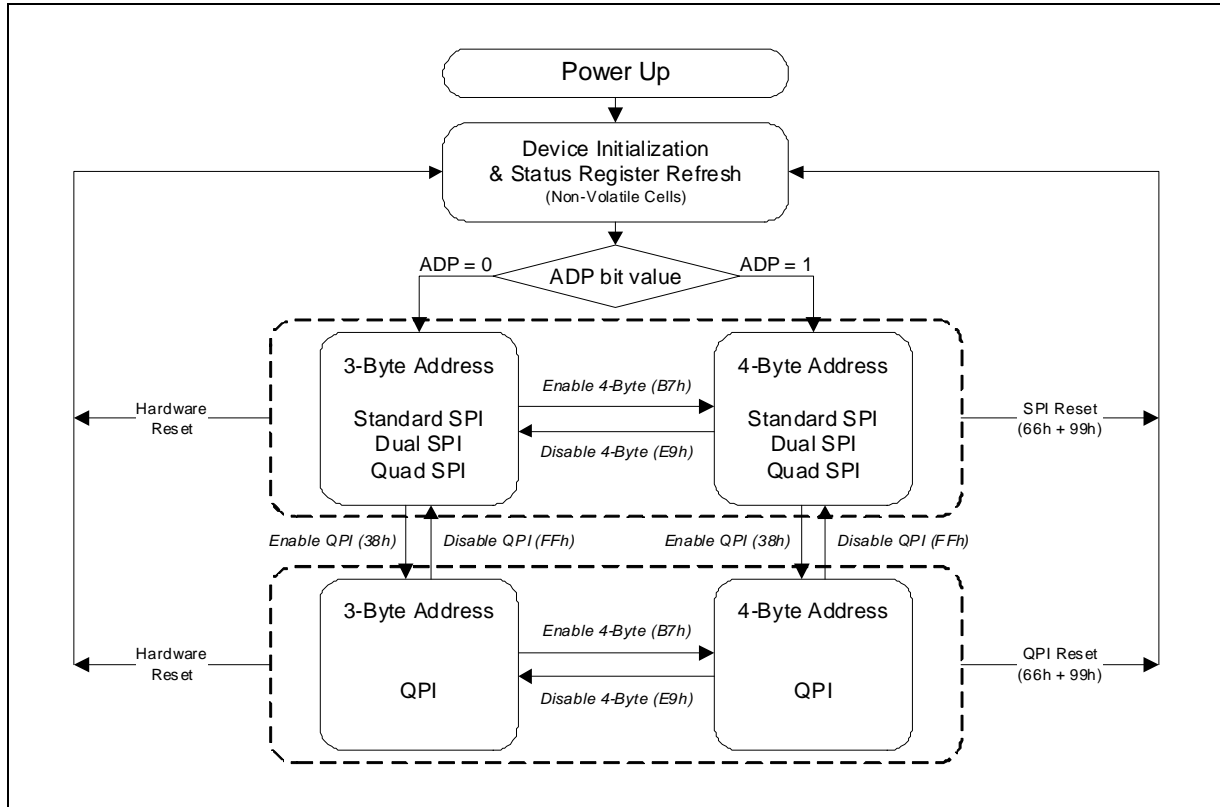 Power Up
Device Initialization
& Status Register Refresh
(Non-Volatile Cells)
ADP = 0
ADP bit value
ADP = 1
3-Byte Address
Standard SPI
Dual SPI
Quad SPI
Enable 4-Byte (B7h)
Disable 4-Byte (E9h)
4-Byte Address
Standard SPI
Dual SPI
Quad SPI
Hardware
Reset
SPI Reset
(66h + 99h)
Enable QPI (38h)
Disable QPI (FFh)
Enable QPI (38h)
Disable QPI (FFh)
3-Byte Address
QPI
Enable 4-Byte (B7h)
Disable 4-Byte (E9h)
4-Byte Address
QPI
Hardware
Reset
QPI Reset
(66h + 99h)